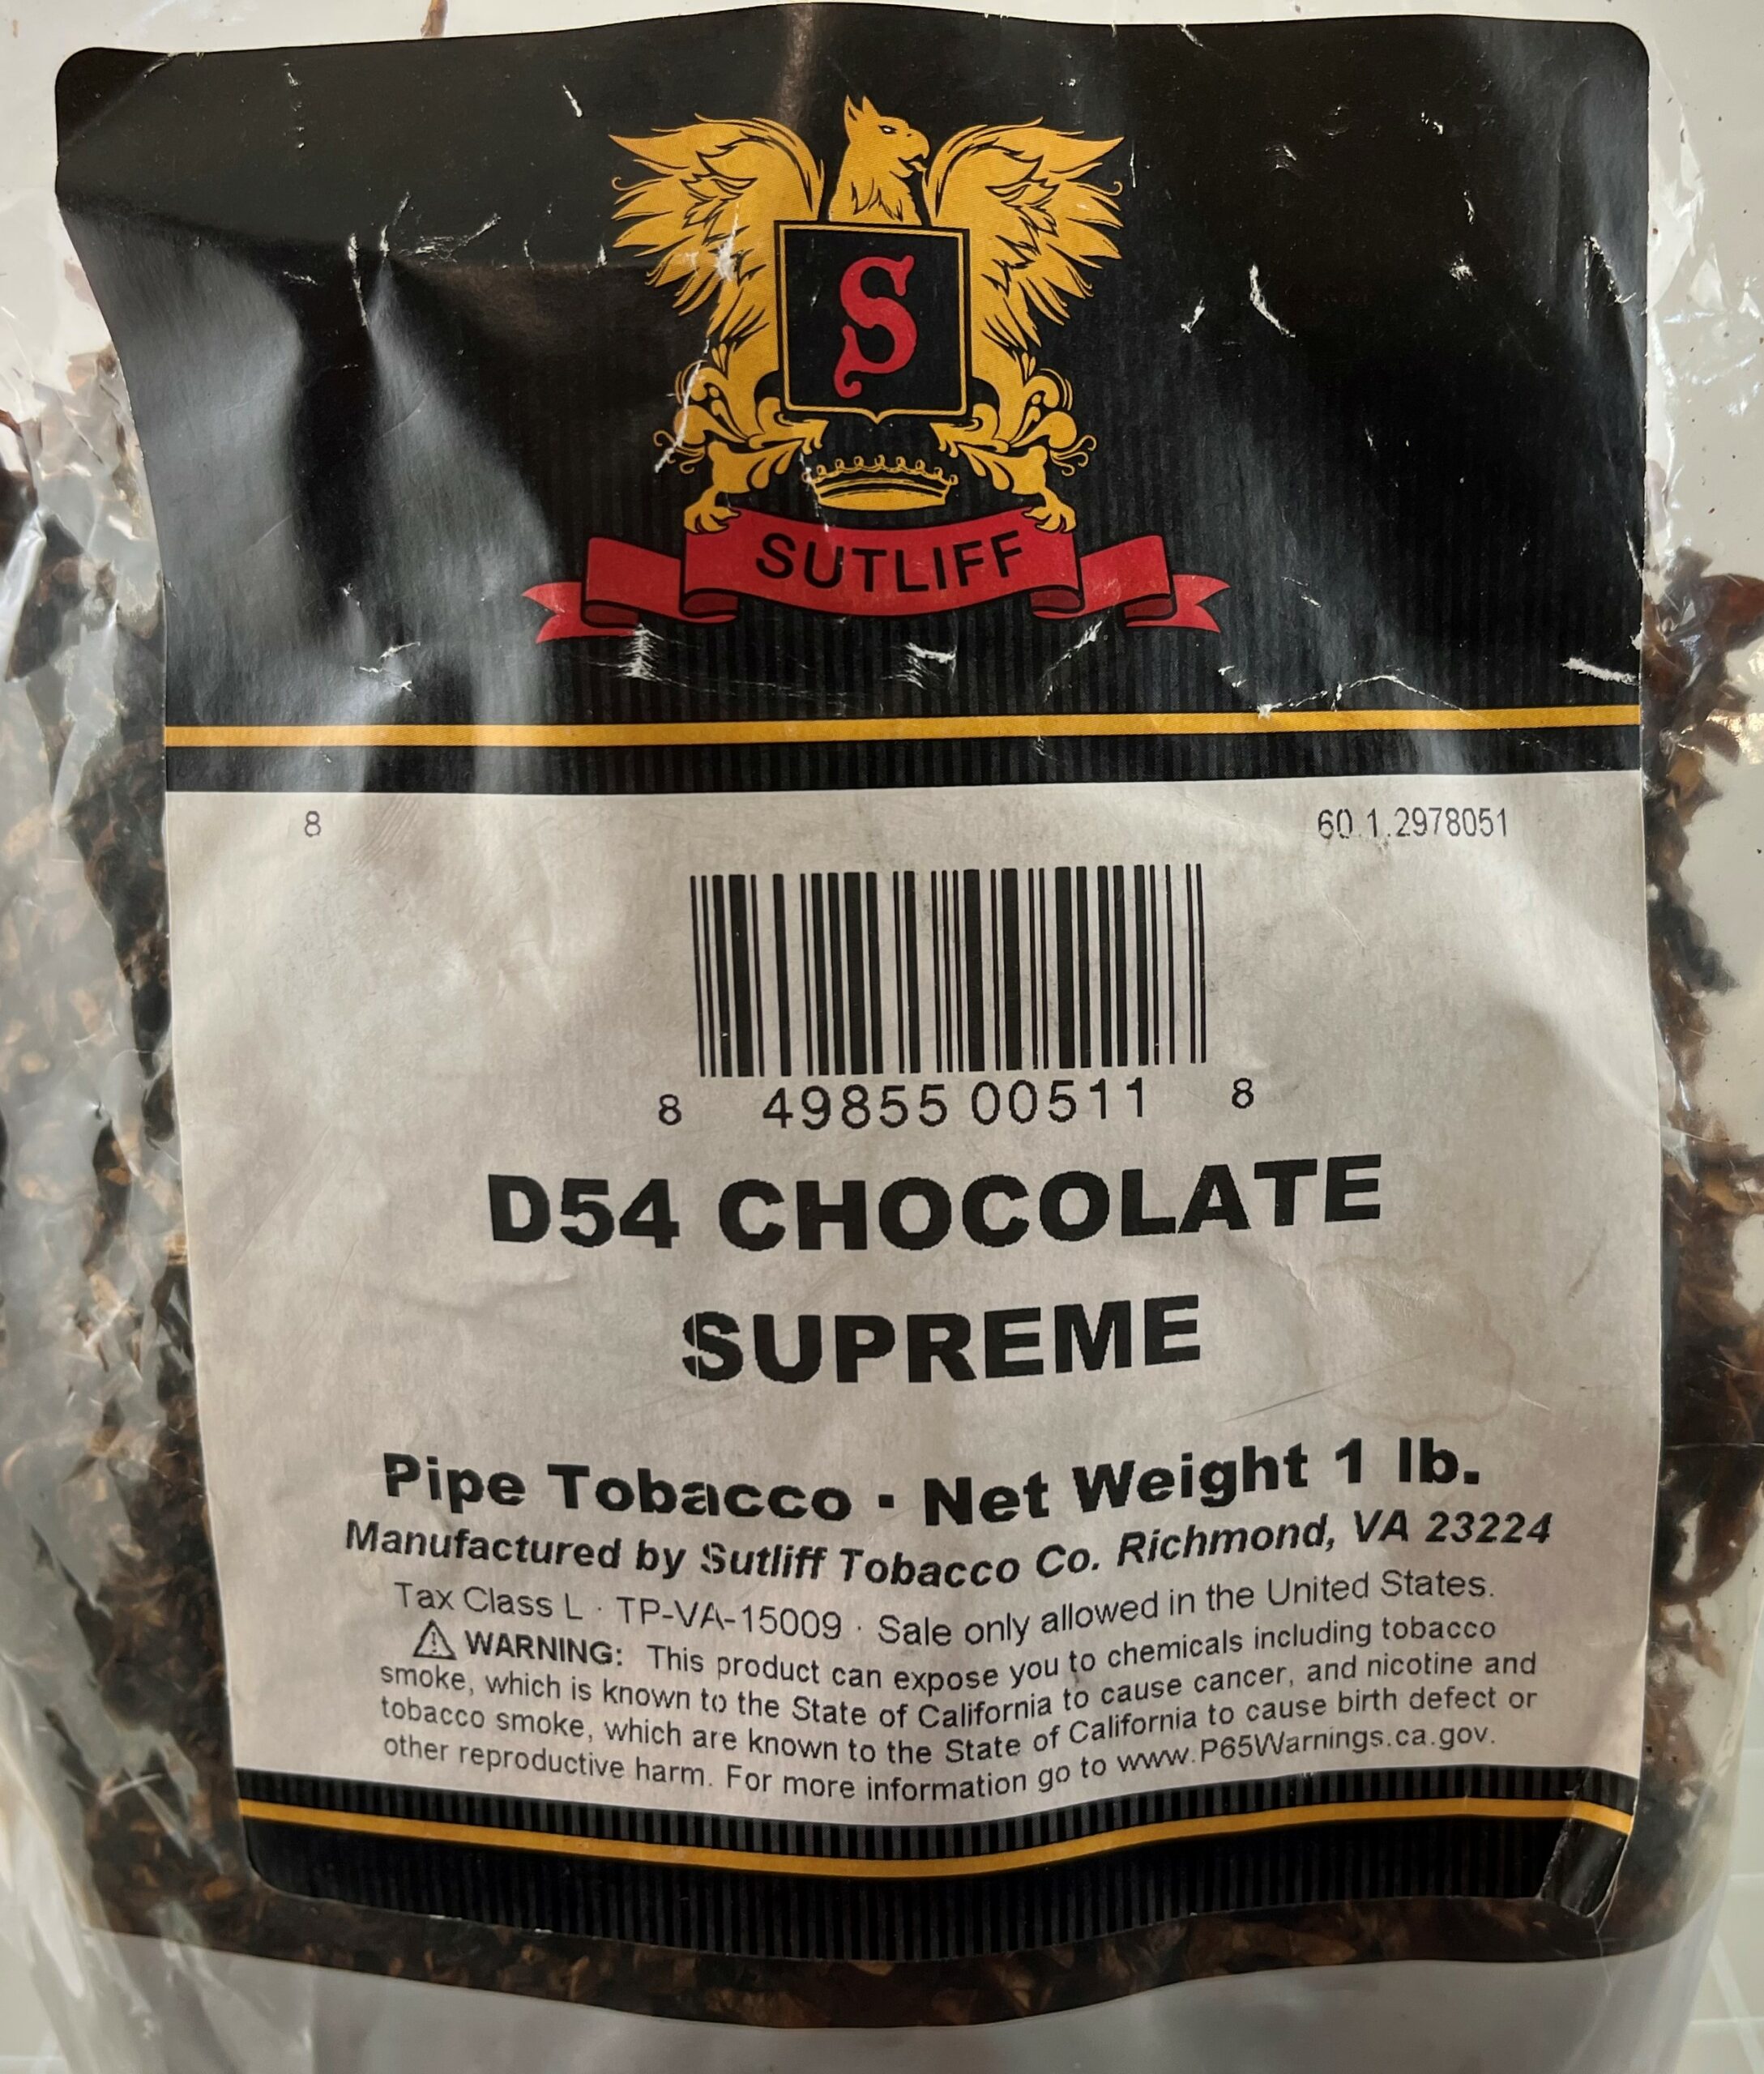 S
SUTLIFF
8 60.1.2978051
8 49855 00511 8
D54 CHOCOLATE
SUPREME
Pipe Tobacco · Net Weight 1 lb.
Manufactured by Sutliff Tobacco Co. Richmond, VA 23224
Tax Class L · TP-VA-15009 · Sale only allowed in the United States.
⚠ WARNING: This product can expose you to chemicals including tobacco
smoke, which is known to the State of California to cause cancer, and nicotine and
tobacco smoke, which are known to the State of California to cause birth defect or
other reproductive harm. For more information go to www.P65Warnings.ca.gov.